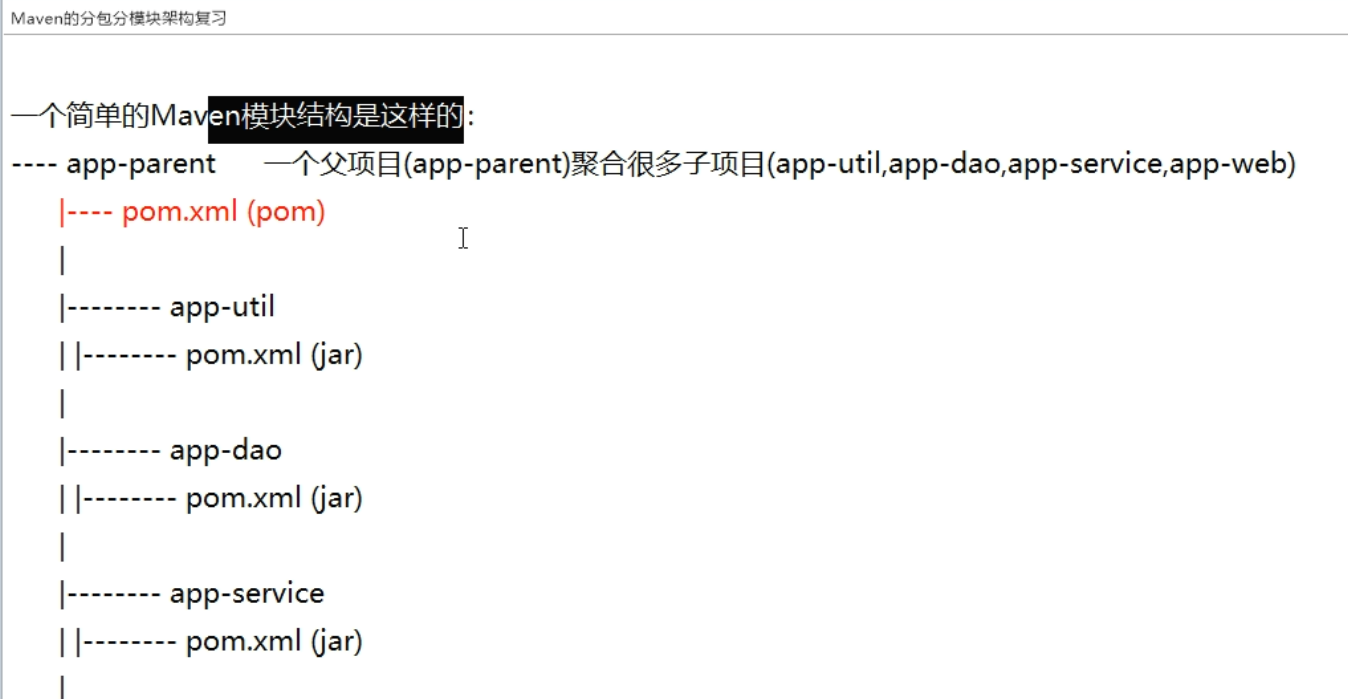 Maven的分包分模块架构复习
一个简单的Maven模块结构是这样的:
---- app-parent 一个父项目(app-parent)聚合很多子项目(app-util,app-dao,app-service,app-web)
|---- pom.xml (pom)
|
|-------- app-util
| |-------- pom.xml (jar)
|
|-------- app-dao
| |-------- pom.xml (jar)
|
|-------- app-service
| |-------- pom.xml (jar)
|